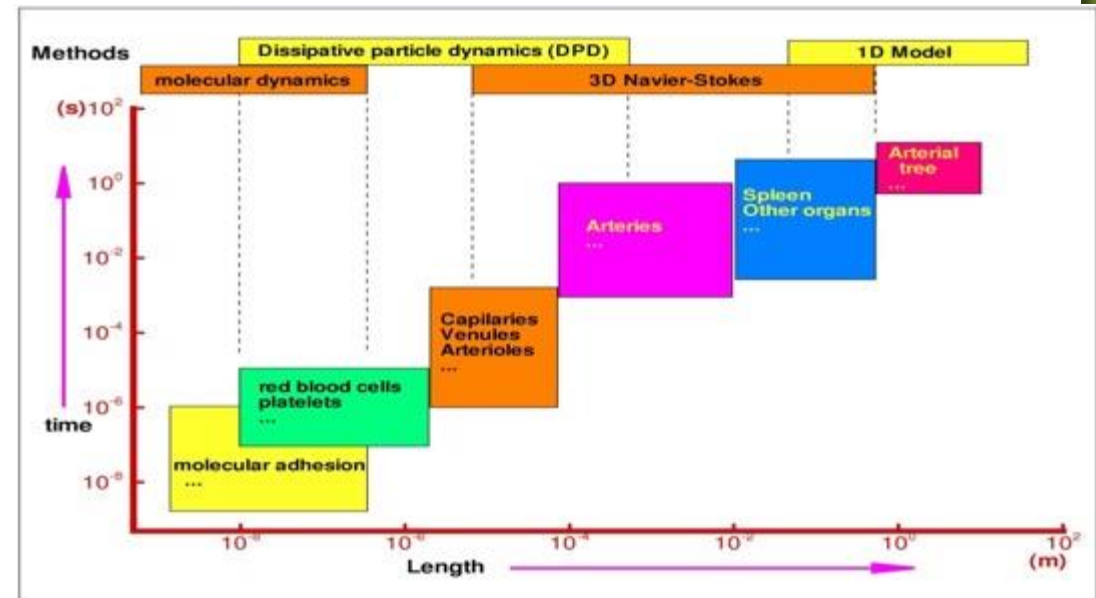 Methods
Dissipative particle dynamics (DPD)
1D Model
molecular dynamics
3D Navier-Stokes
(s)
10²
10⁰
10⁻²
10⁻⁴
10⁻⁶
10⁻⁸
time
Arterial
tree
...
Spleen
Other organs
...
Arteries
...
Capilaries
Venules
Arterioles
...
red blood cells
platelets
...
molecular adhesion
...
10⁻⁸
10⁻⁶
10⁻⁴
10⁻²
10⁰
10²
(m)
Length